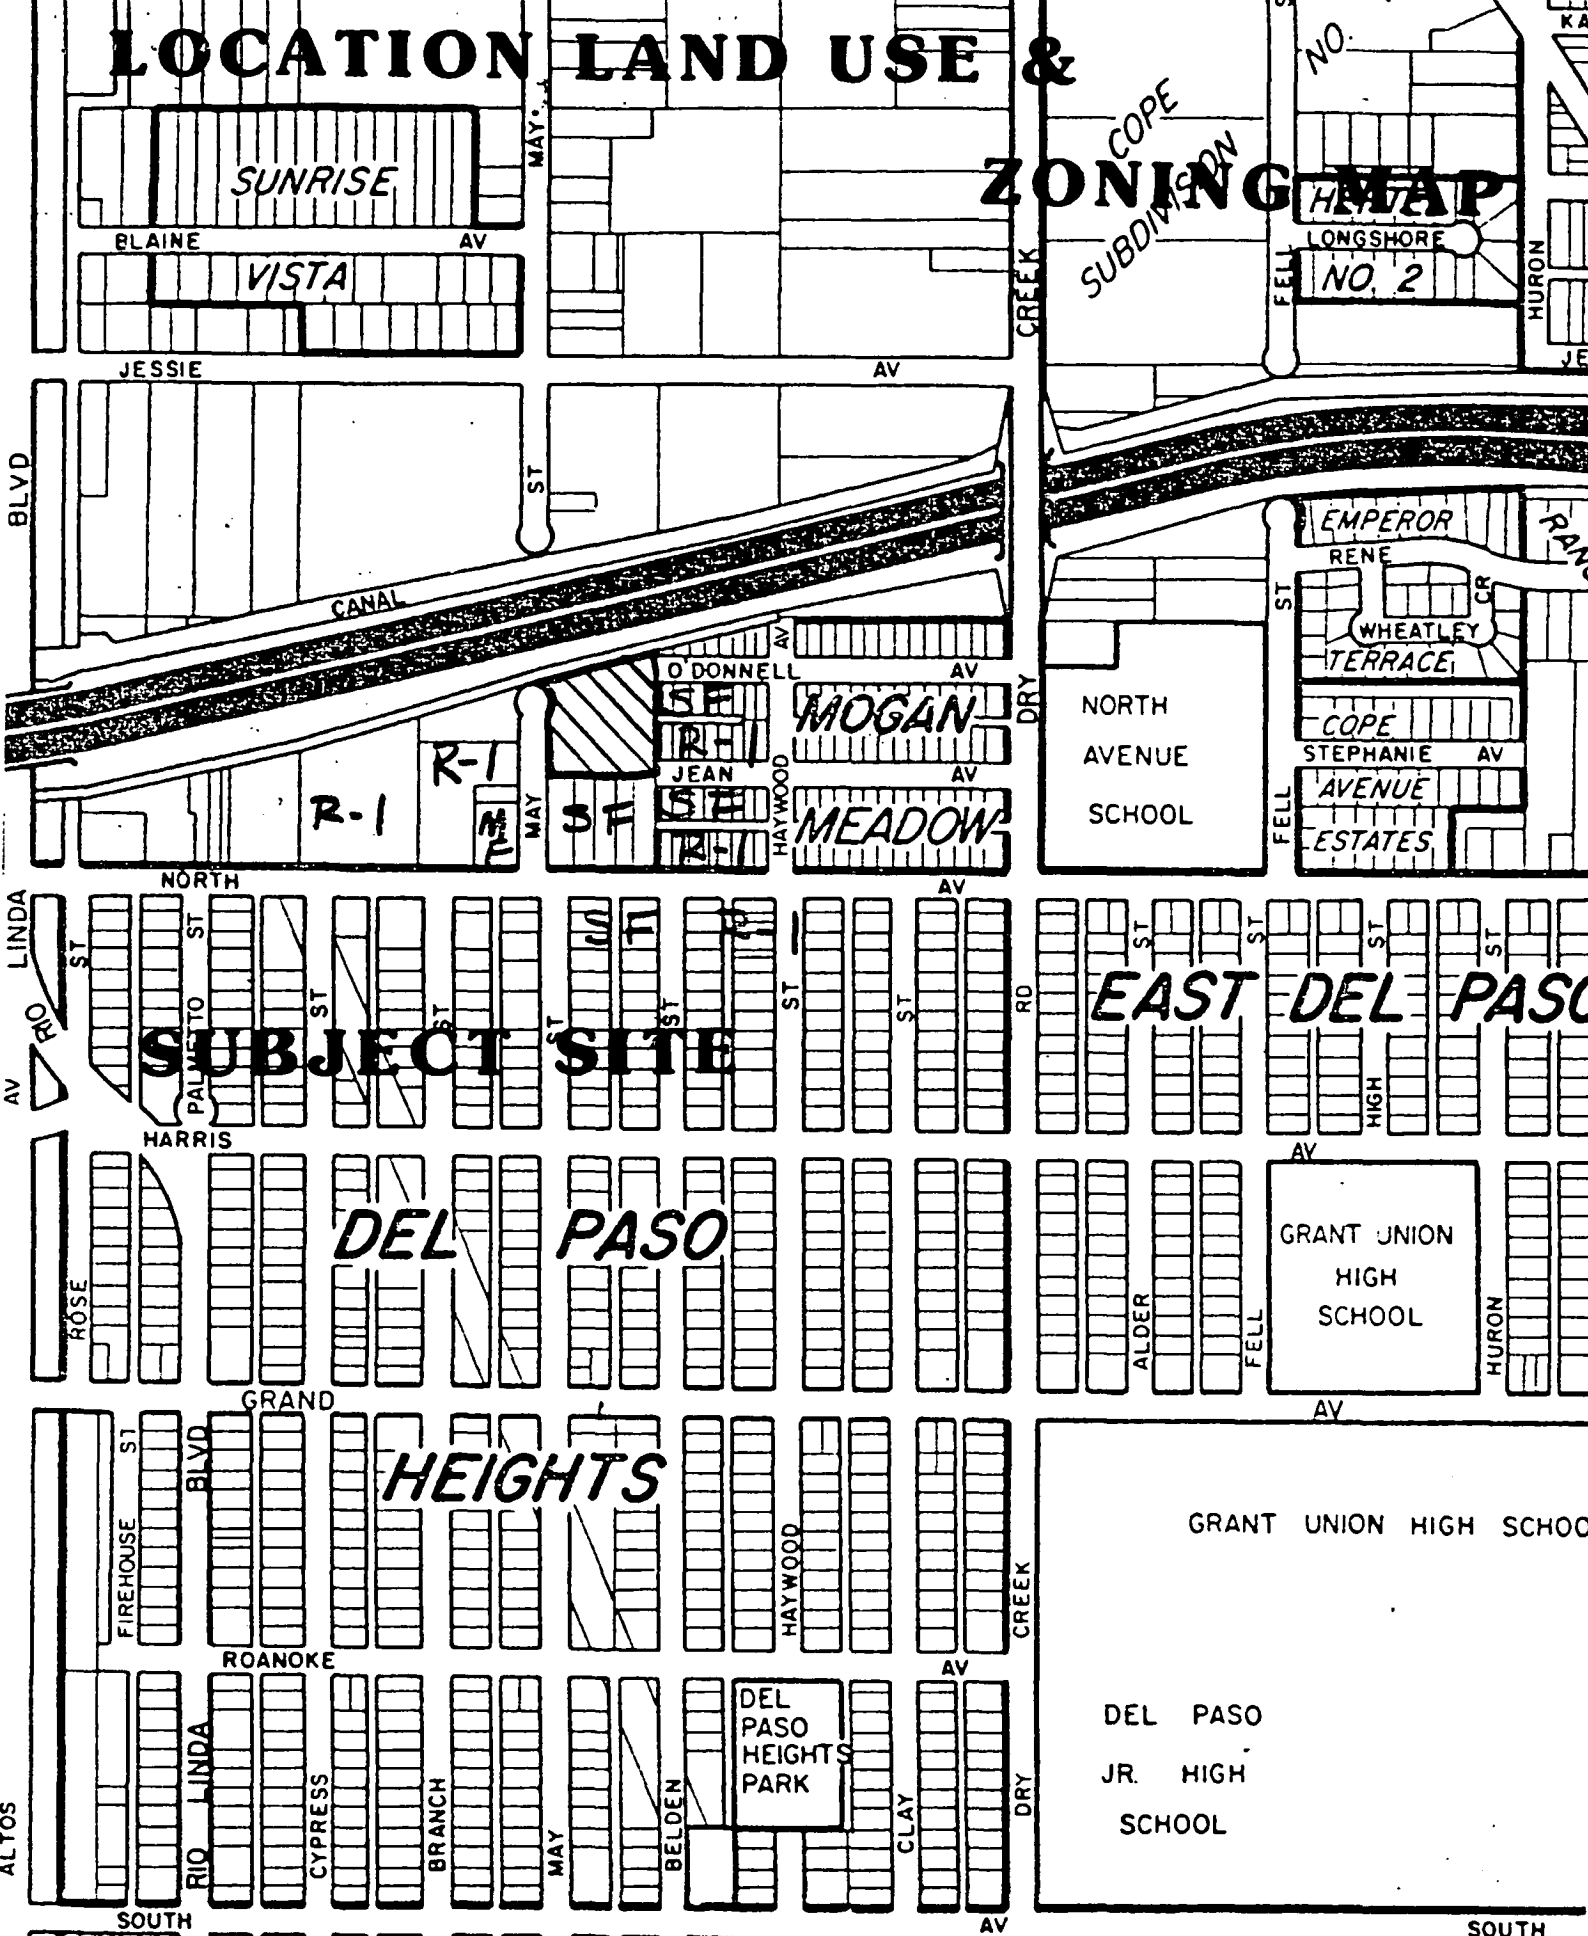 LOCATION LAND USE &
ZONING MAP
COPE
SUBDIVISION
NO.
SUNRISE
BLAINE AV
VISTA
MAY
CREEK
FELL
LONGSHORE
NO. 2
HURON
JESSIE AV
BLVD
ST
CANAL
EMPEROR
RENE
CR
ST
WHEATLEY
TERRACE
O'DONNELL AV
AV
SF
R-1
MOGAN
DRY
NORTH
AVENUE
SCHOOL
COPE
STEPHANIE AV
AVENUE
ESTATES
FELL
R-1
R-1
MAY
SF
JEAN AV
SF
R-1
HAYWOOD
MEADOW
NORTH AV
LINDA
RIO
AV
ST
PALMETTO ST
ST
ST
ST
ST
ST
ST
RD
SF
ST
ST
ST
ST
EAST DEL PASO
SUBJECT SITE
HIGH
HARRIS AV
DEL PASO
ROSE
ALDER
FELL
GRANT UNION
HIGH
SCHOOL
HURON
GRAND AV
HEIGHTS
FIREHOUSE ST
BLVD
HAYWOOD
CREEK
GRANT UNION HIGH
ROANOKE AV
DEL
PASO
HEIGHTS
PARK
DEL PASO
JR. HIGH
SCHOOL
ALTOS
RIO LINDA
CYPRESS
BRANCH
MAY
BELDEN
CLAY
DRY
SOUTH AV
SOUTH